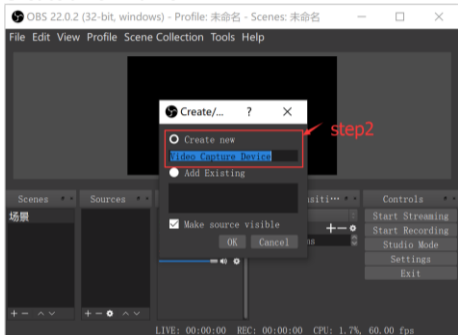 OBS 22.0.2 (32-bit, windows) - Profile: 未命名 - Scenes: 未命名
File Edit View Profile Scene Collection Tools Help
Create/... ?
step2
Create new
Video Capture Device
Add Existing
Make source visible
OK Cancel
Scenes Sources Controls
场景
Start Streaming
Start Recording
Studio Mode
Settings
Exit
LIVE: 00:00:00 REC: 00:00:00 CPU: 1.7%, 60.00 fps